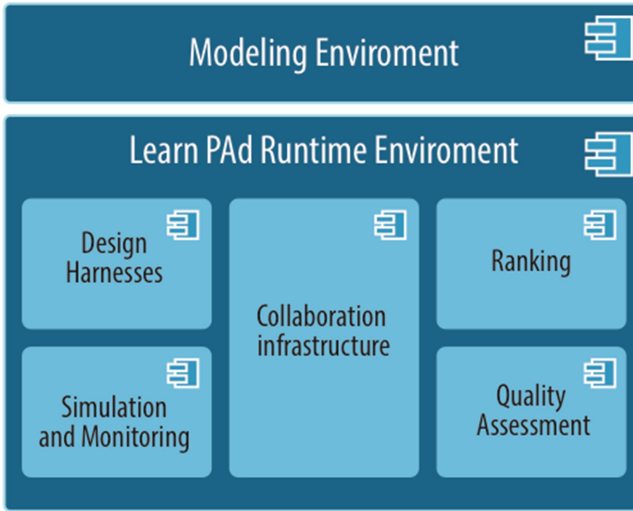 Modeling Enviroment
Learn PAd Runtime Enviroment
Design
Harnesses
Collaboration
infrastructure
Ranking
Simulation
and Monitoring
Quality
Assessment